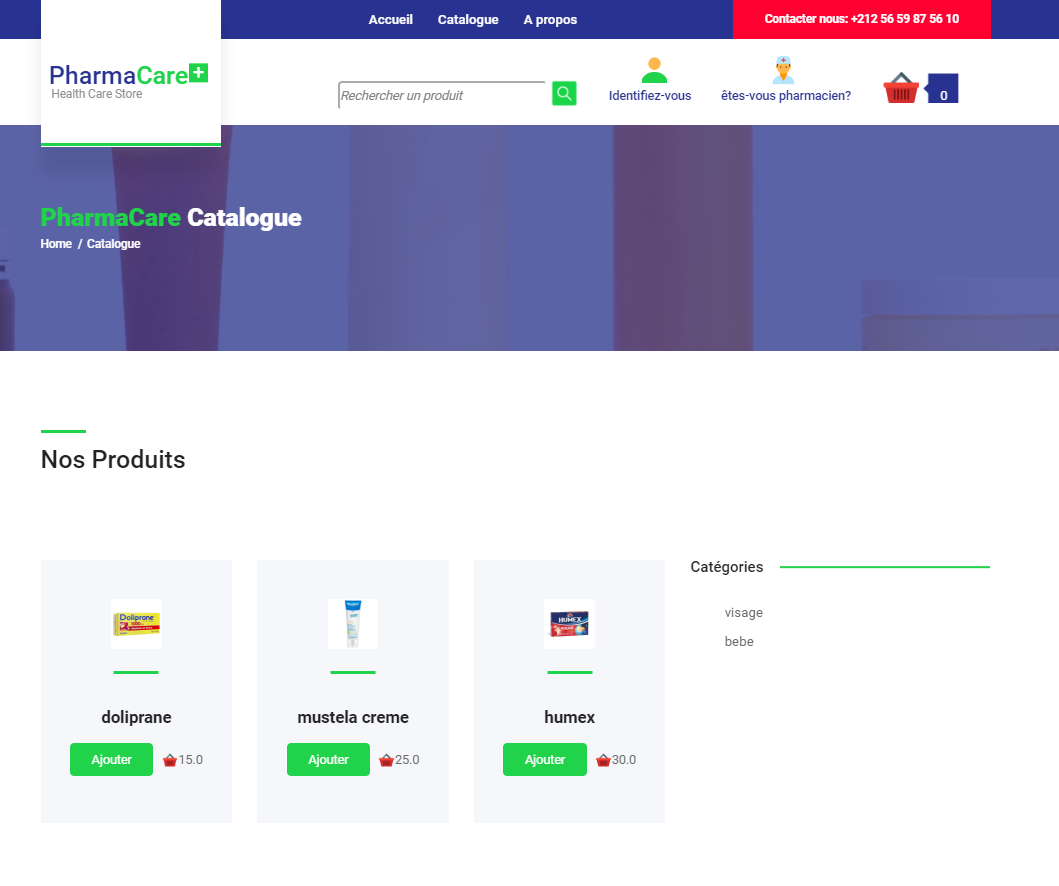 Accueil Catalogue A propos
Contacter nous: +212 56 59 87 56 10
PharmaCare
Health Care Store
Rechercher un produit
Identifiez-vous
êtes-vous pharmacien?
0
PharmaCare Catalogue
Home / Catalogue
Nos Produits
Doliprane
HUMEX
doliprane
mustela creme
humex
Ajouter 15.0
Ajouter 25.0
Ajouter 30.0
Catégories
visage
bebe